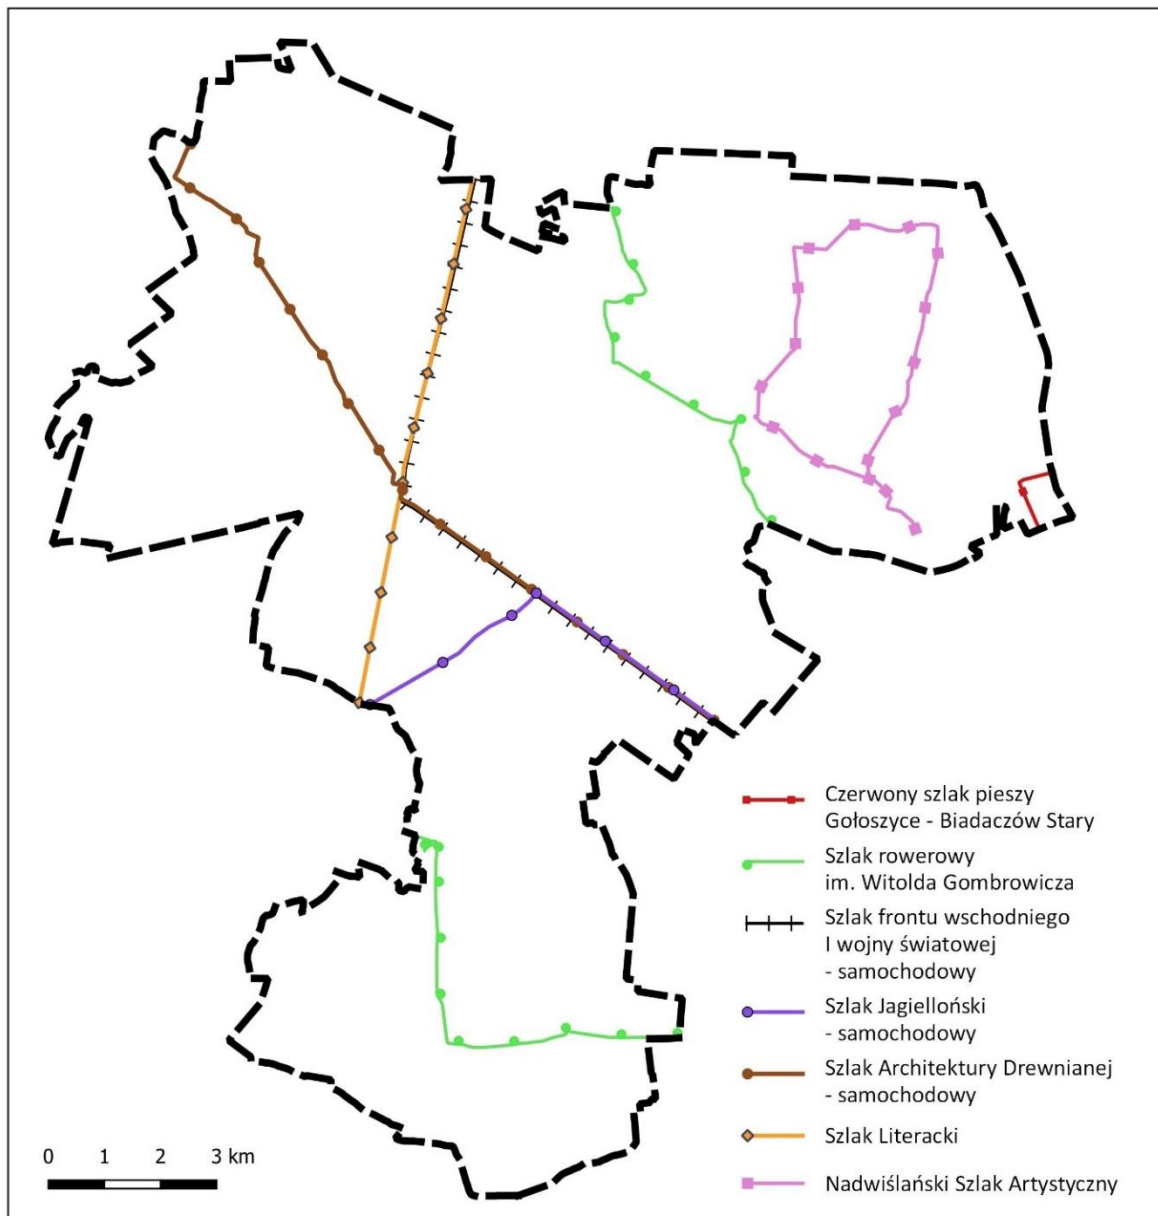 Czerwony szlak pieszy
Gołoszyce - Biadaczów Stary
Szlak rowerowy
im. Witolda Gombrowicza
Szlak frontu wschodniego
I wojny światowej
- samochodowy
Szlak Jagielloński
- samochodowy
Szlak Architektury Drewnianej
- samochodowy
Szlak Literacki
Nadwiślański Szlak Artystyczny
0 1 2 3 km